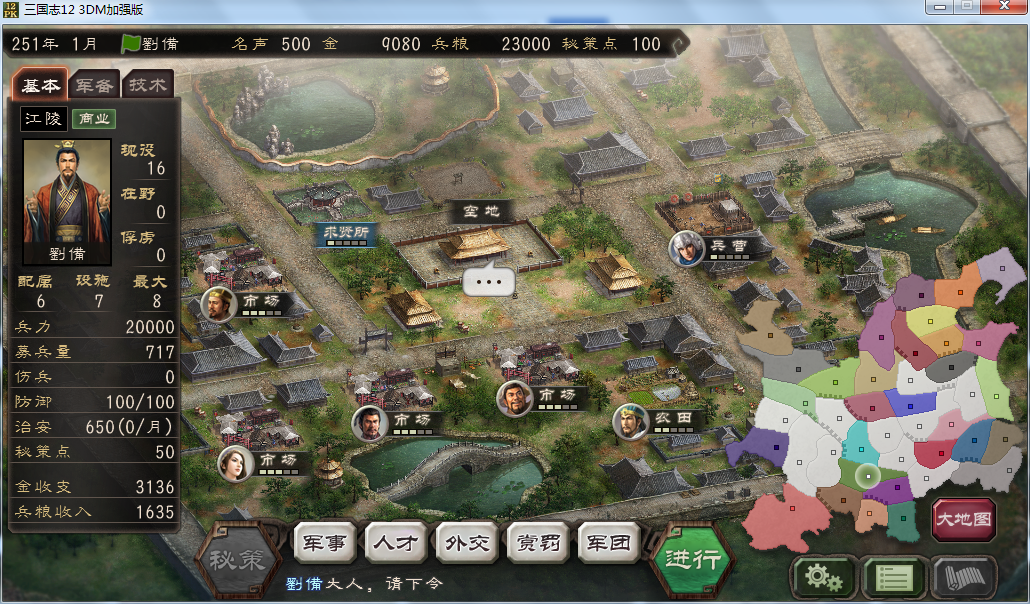 12
PK
三国志12 3DM加强版
251年 1月 劉備 名声 500 金 9080 兵粮 23000 秘策点 100
基本 军备 技术
江陵 商业
现役
16
在野
0
俘虏
0
劉備
配属 设施 最大
6 7 8
兵力 20000
募兵量 717
伤兵 0
防御 100/100
治安 650(0/月)
秘策点 50
金收支 3136
兵粮收入 1635
空地
求贤所
兵营
市场
市场
市场
农田
市场
大地图
秘策
军事 人才 外交 赏罚 军团
进行
劉備大人，请下令